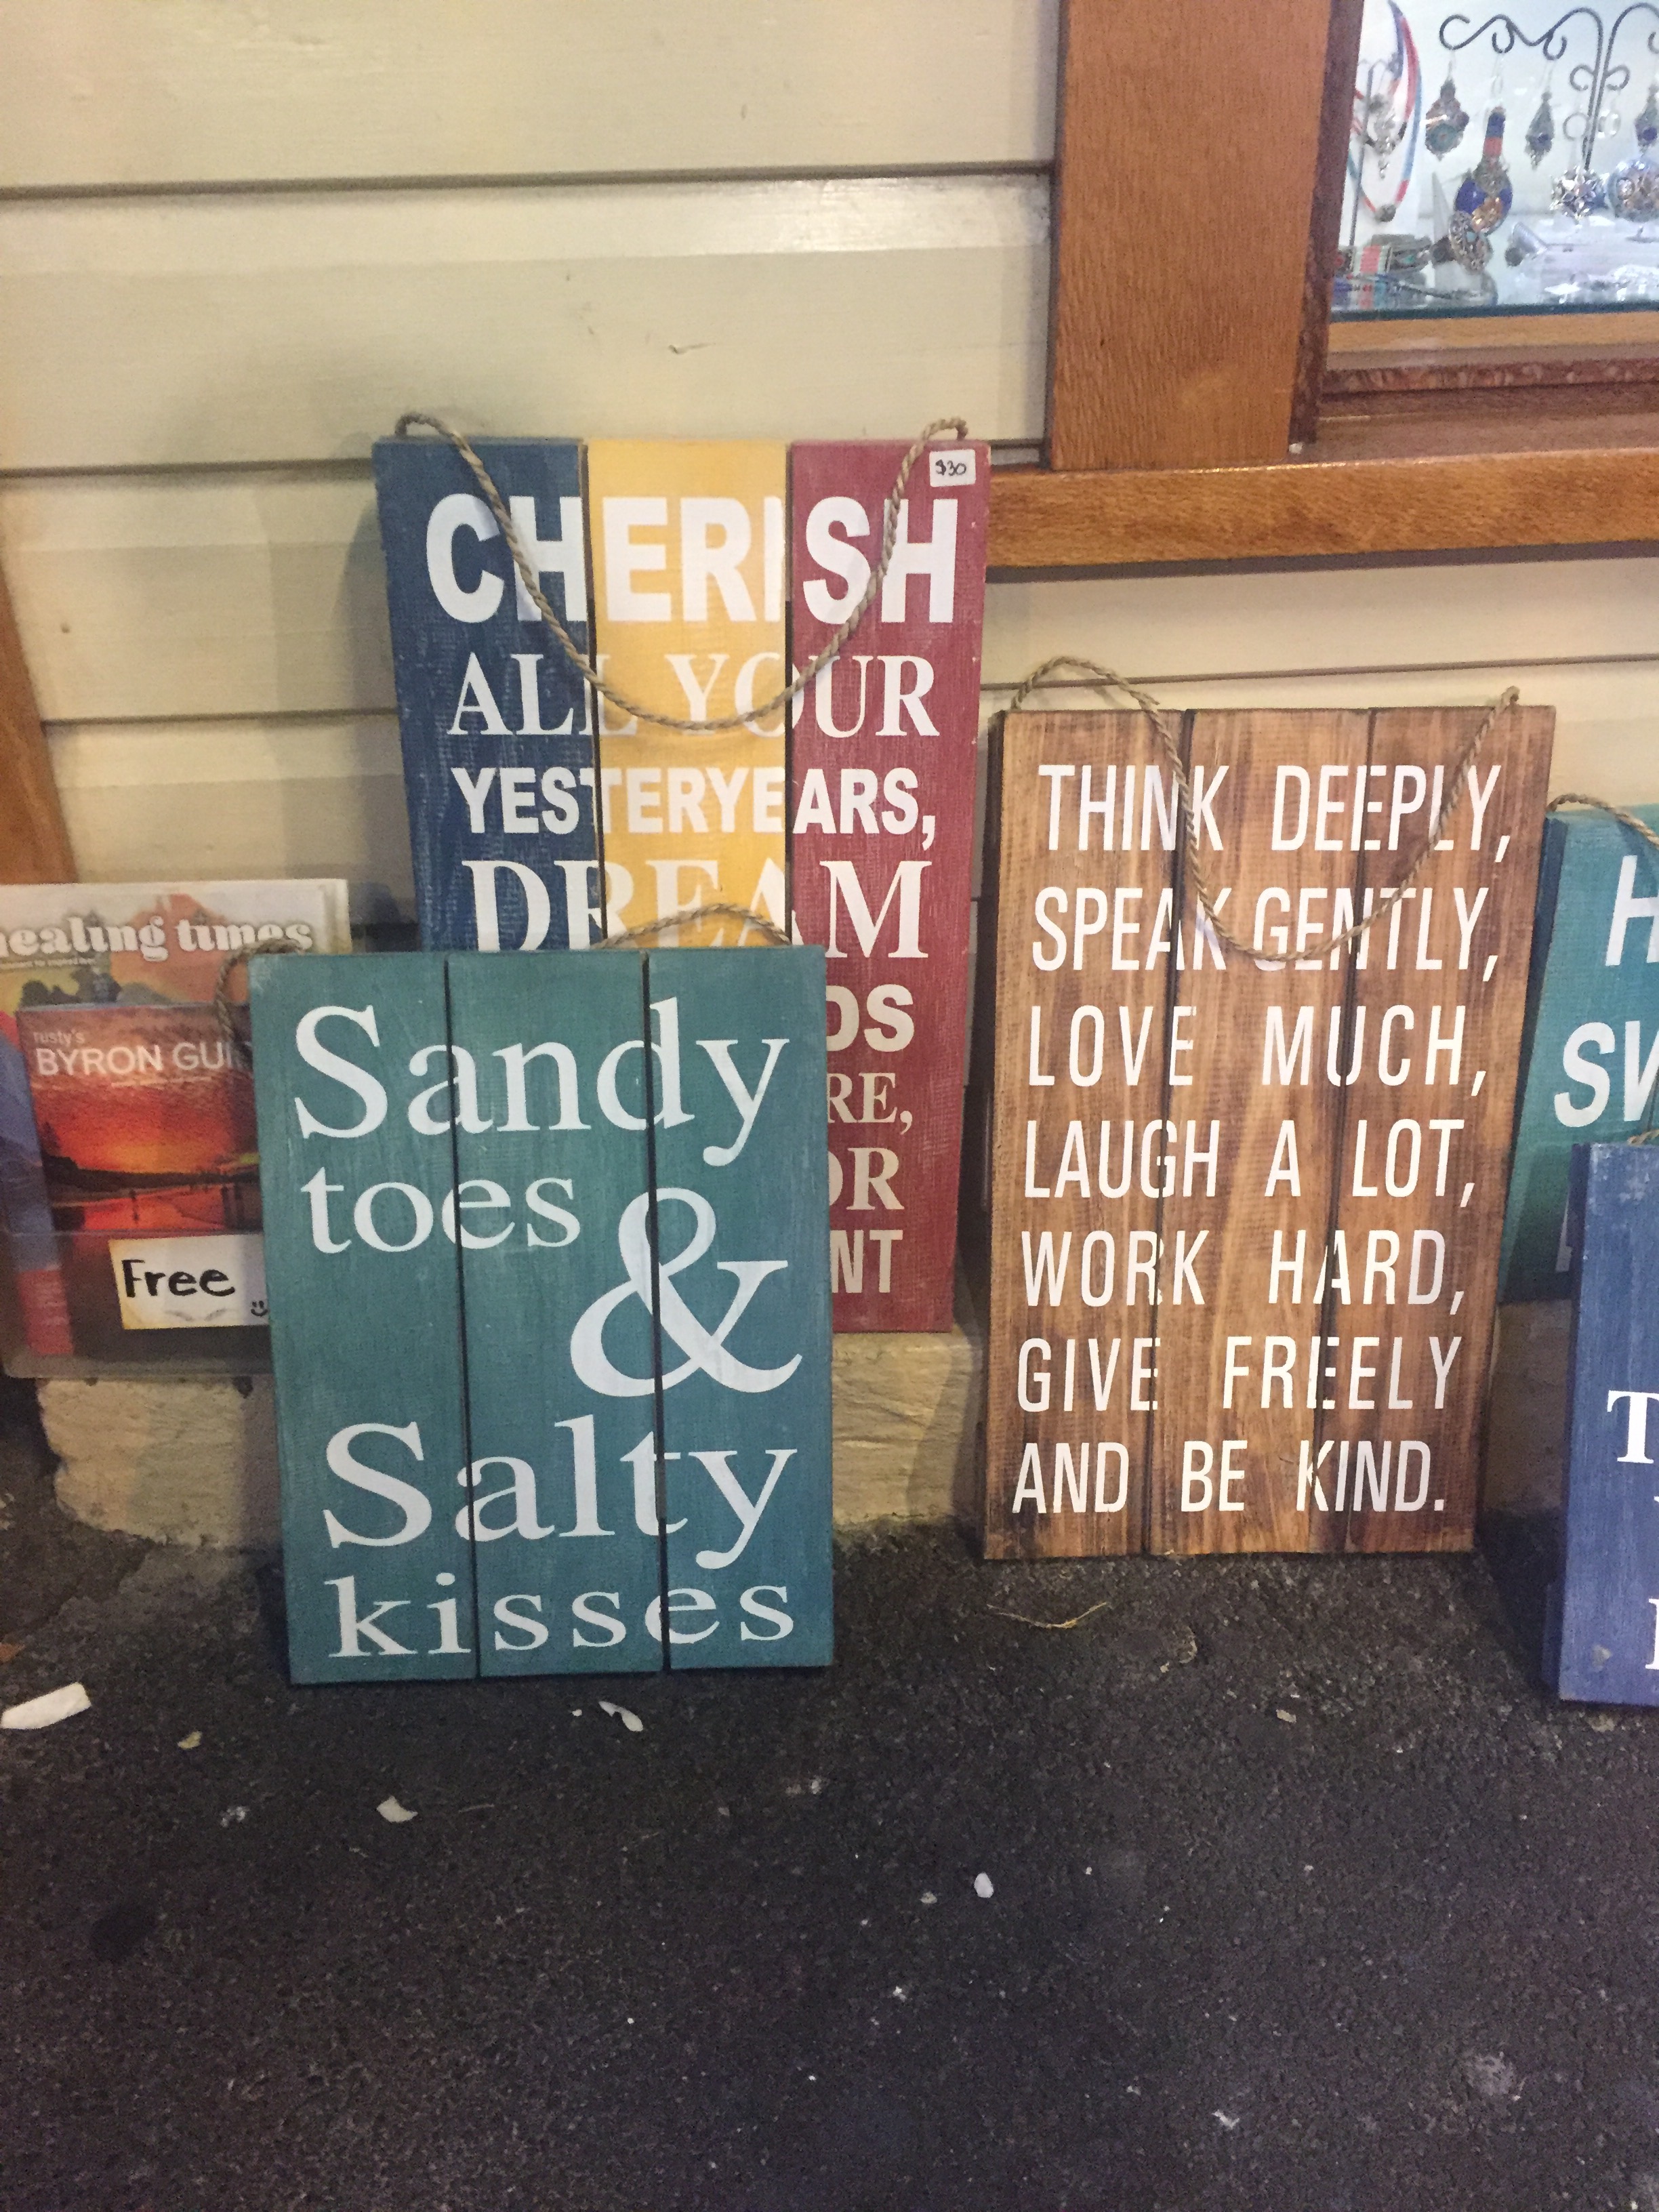 $30
CHERISH
ALL YOUR
YESTERYEARS,
DREAM
healing times
rusty's
BYRON
Free
Sandy
toes
&
Salty
kisses
THINK DEEPLY,
SPEAK GENTLY,
LOVE MUCH,
LAUGH A LOT,
WORK HARD,
GIVE FREELY
AND BE KIND.